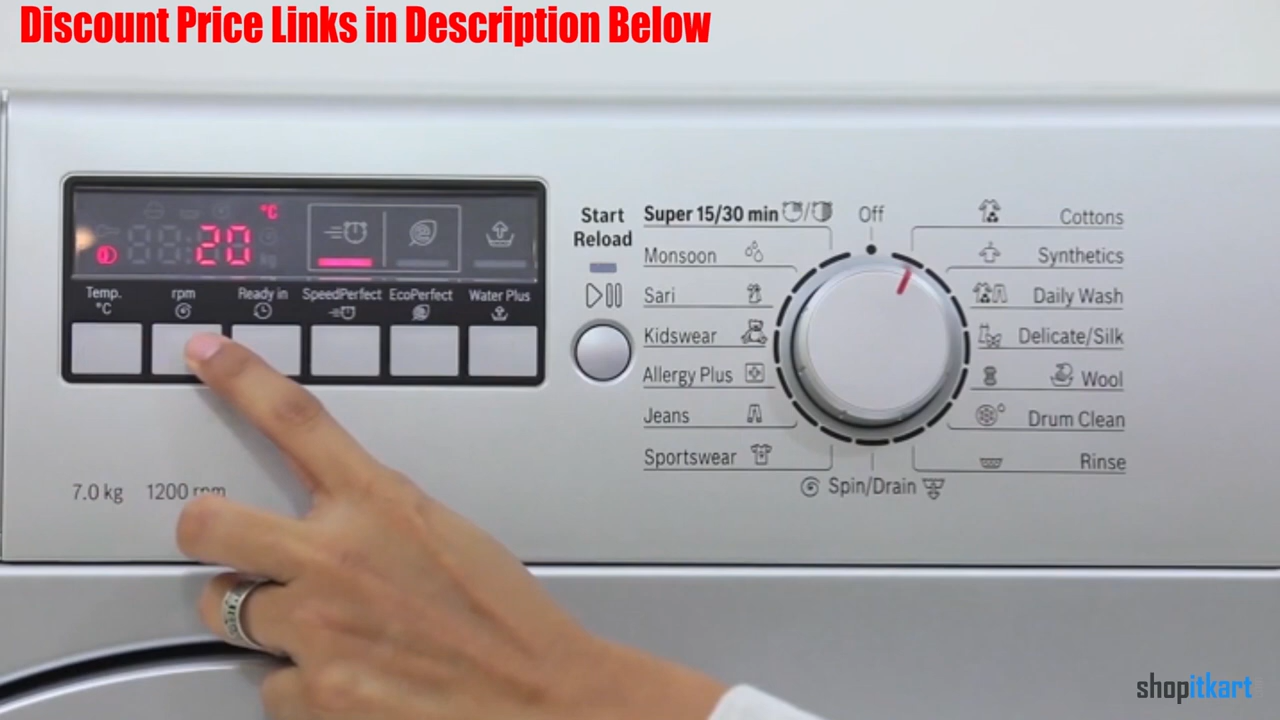 Discount Price Links in Description Below
°C
20
Temp.
°C
rpm
Ready in
SpeedPerfect
EcoPerfect
Water Plus
7.0 kg 1200 rpm
Start
Reload
Super 15/30 min
Monsoon
Sari
Kidswear
Allergy Plus
Jeans
Sportswear
Off
Spin/Drain
Cottons
Synthetics
Daily Wash
Delicate/Silk
Wool
Drum Clean
Rinse
shopitkart